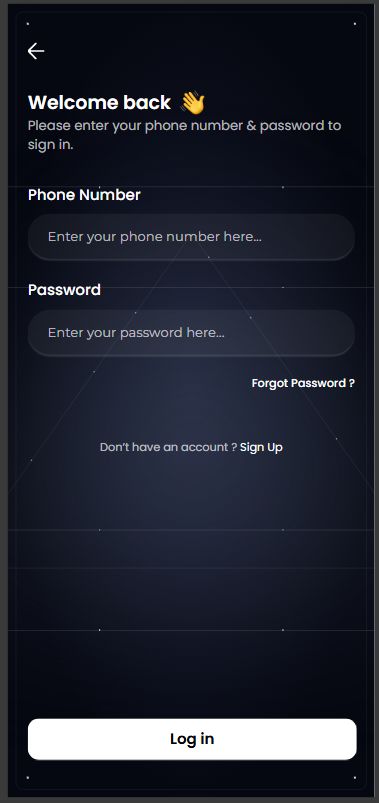 Welcome back 👋
Please enter your phone number & password to
sign in.
Phone Number
Enter your phone number here...
Password
Enter your password here...
Forgot Password ?
Don't have an account ? Sign Up
Log in